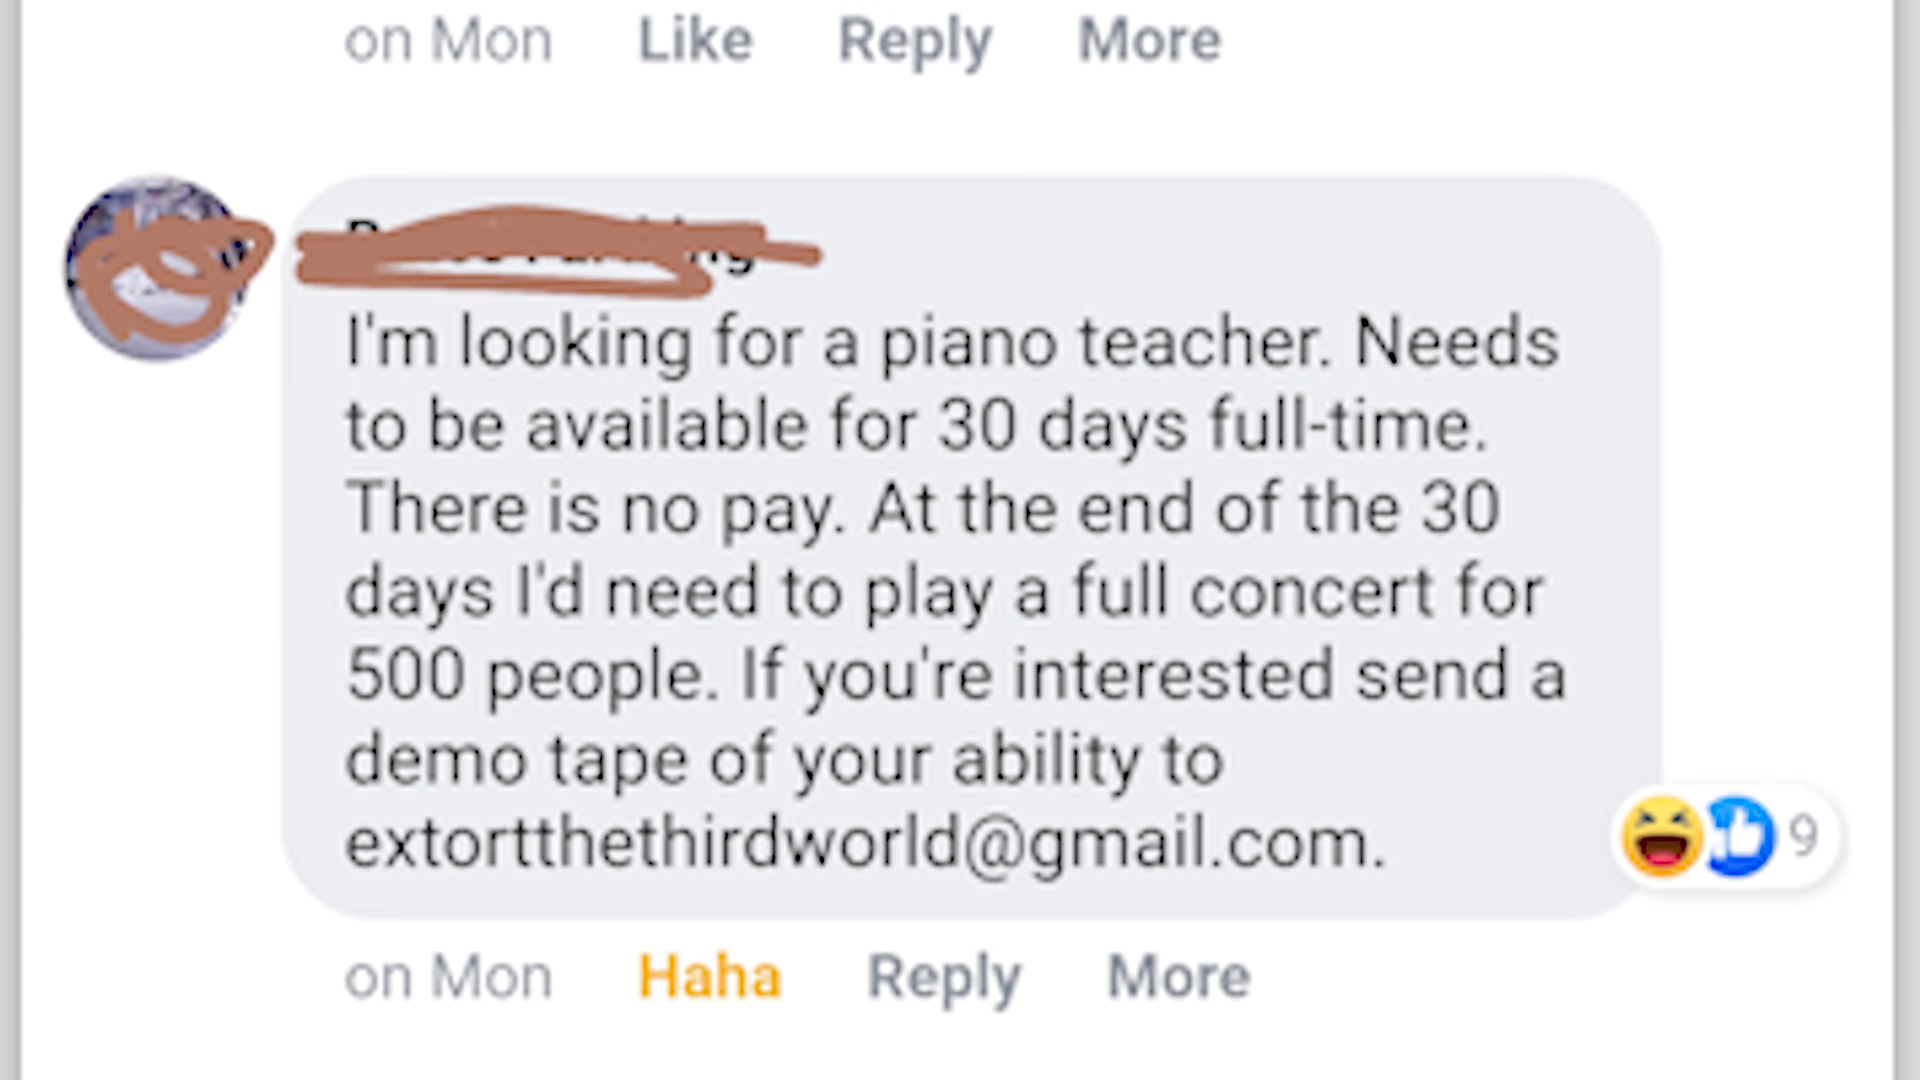 on Mon Like Reply More
I'm looking for a piano teacher. Needs
to be available for 30 days full-time.
There is no pay. At the end of the 30
days I'd need to play a full concert for
500 people. If you're interested send a
demo tape of your ability to
extortthethirdworld@gmail.com.
9
on Mon Haha Reply More